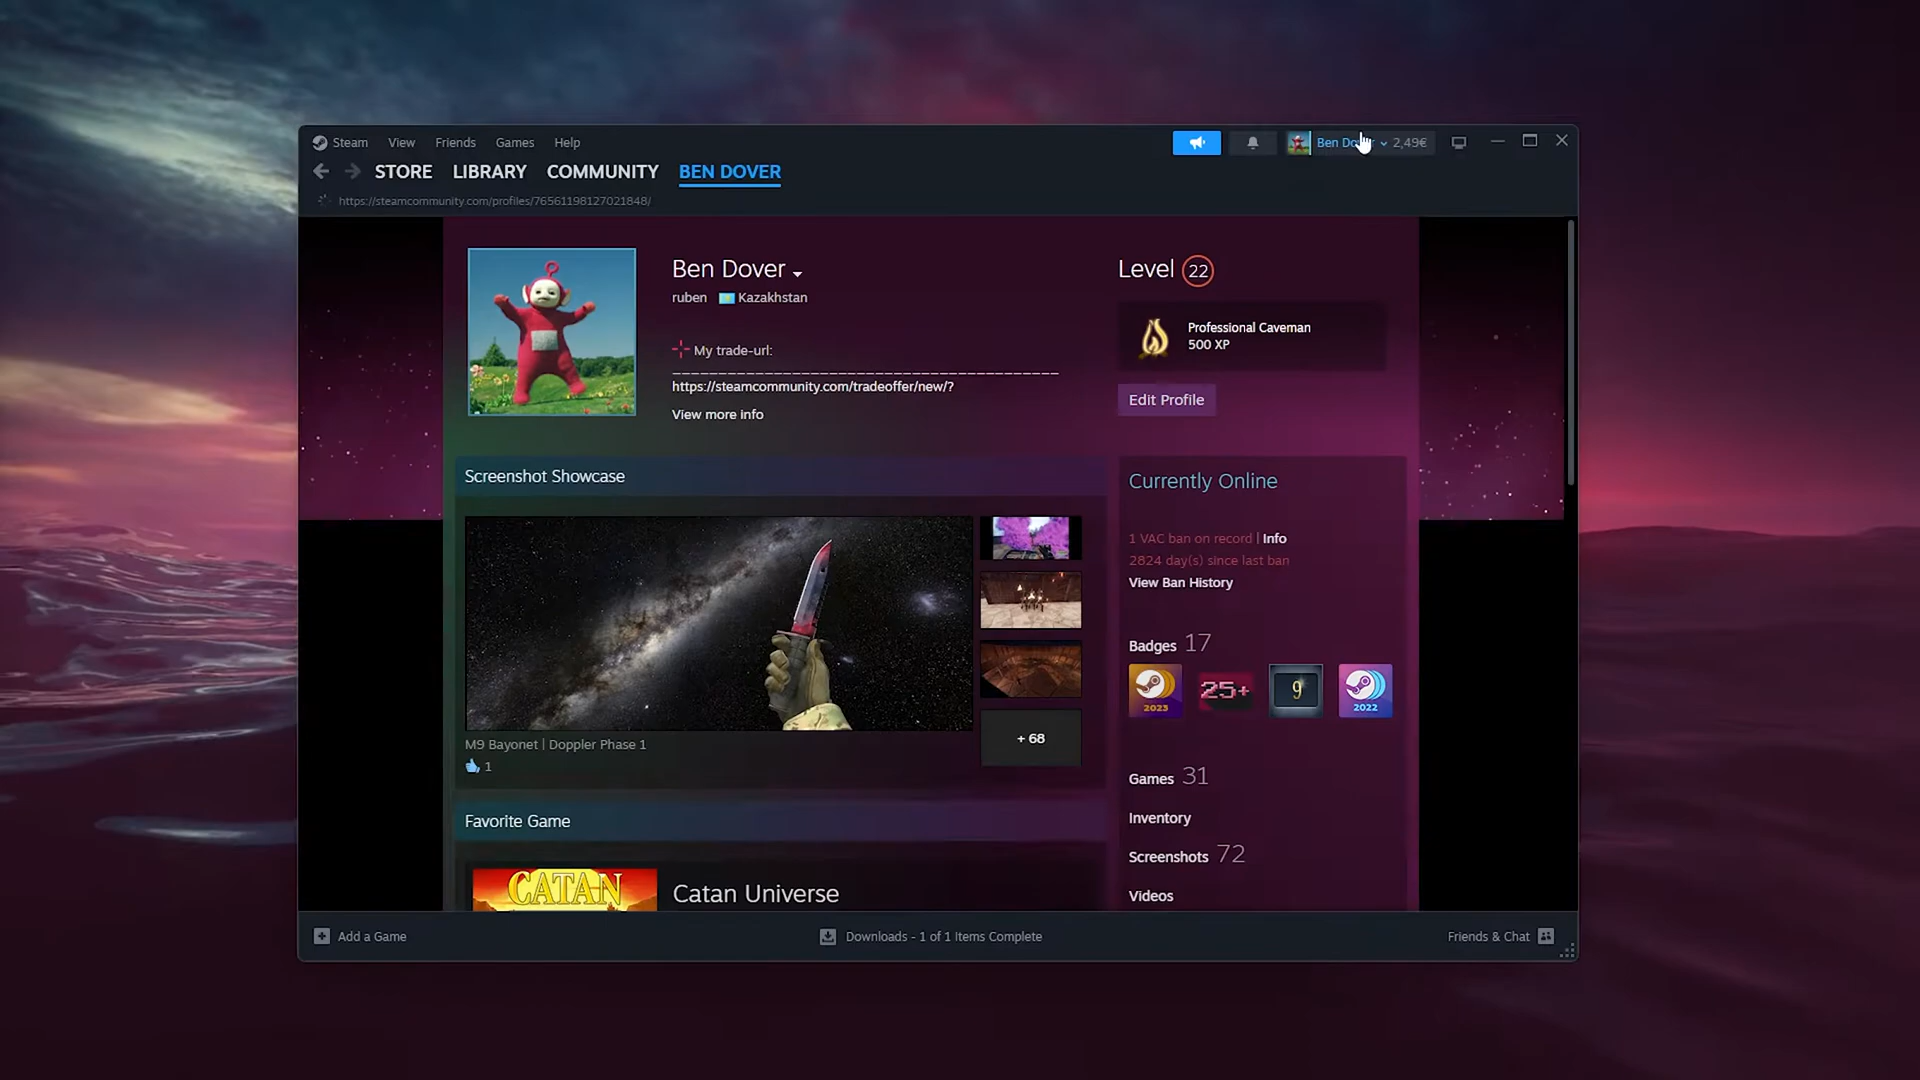 Steam View Friends Games Help
Ben Do 2,49€
STORE LIBRARY COMMUNITY BEN DOVER
https://steamcommunity.com/profiles/76561198127021848/
Ben Dover
ruben Kazakhstan
My trade-url:
https://steamcommunity.com/tradeoffer/new/?
View more info
Level 22
Professional Caveman
500 XP
Edit Profile
Screenshot Showcase
M9 Bayonet | Doppler Phase 1
1
+ 68
Favorite Game
CATAN
Catan Universe
Currently Online
1 VAC ban on record | Info
2824 day(s) since last ban
View Ban History
Badges 17
2023 25+ 9 2022
Games 31
Inventory
Screenshots 72
Videos
Add a Game
Downloads - 1 of 1 Items Complete
Friends & Chat